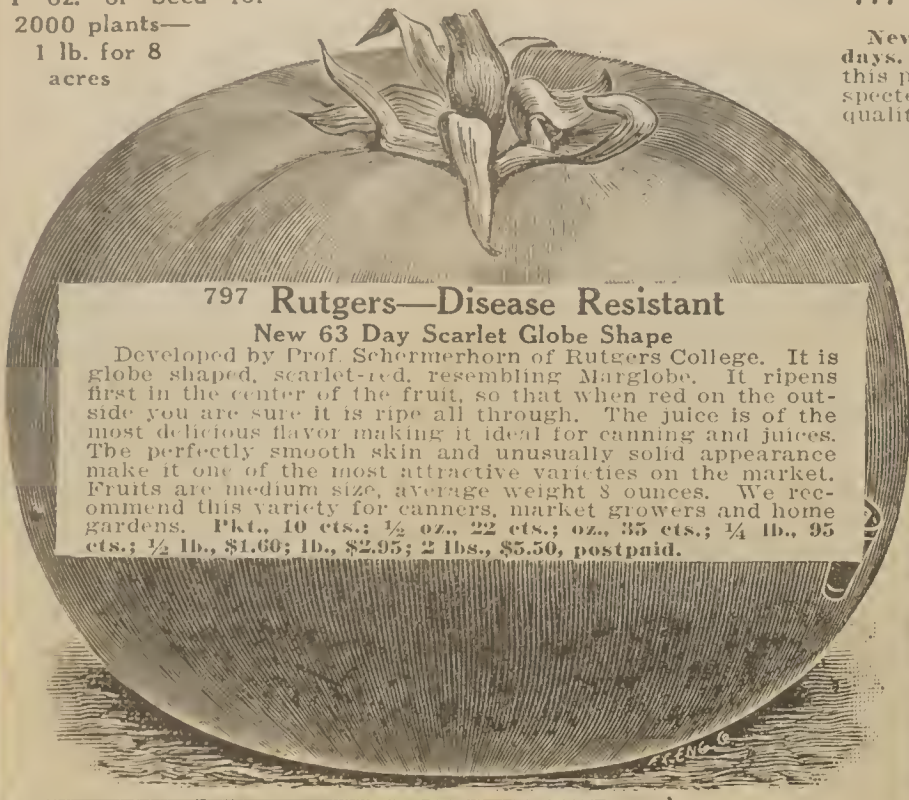 oz. of Seed for
2000 plants—
1 lb. for 8
acres
New
days.
this
797 Rutgers—Disease Resistant
New 63 Day Scarlet Globe Shape
Developed by Prof. Schermerhorn of Rutgers College. It is
globe shaped, scarlet-red, resembling Marglobe. It ripens
first in the center of the fruit, so that when red on the out-
side you are sure it is ripe all through. The juice is of the
most delicious flavor making it ideal for canning and juices.
The perfectly smooth skin and unusually solid appearance
make it one of the most attractive varieties on the market.
Fruits are medium size, average weight 8 ounces. We rec-
ommend this variety for canners, market growers and home
gardens. Pkt., 10 cts.; ½ oz., 22 cts.; oz., 35 cts.; ¼ lb., 95
cts.; ½ lb., $1.60; lb., $2.95; 2 lbs., $5.50, postpaid.